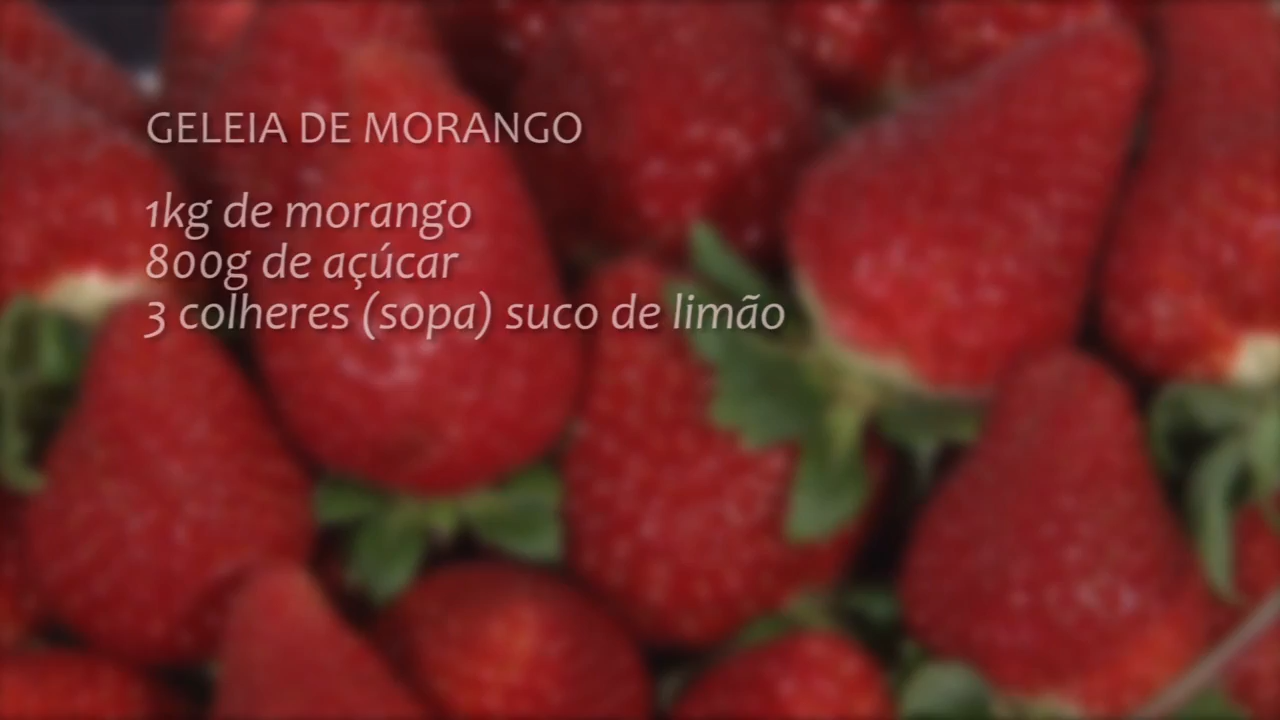 GELEIA DE MORANGO
1kg de morango
800g de açúcar
3 colheres (sopa) suco de limão